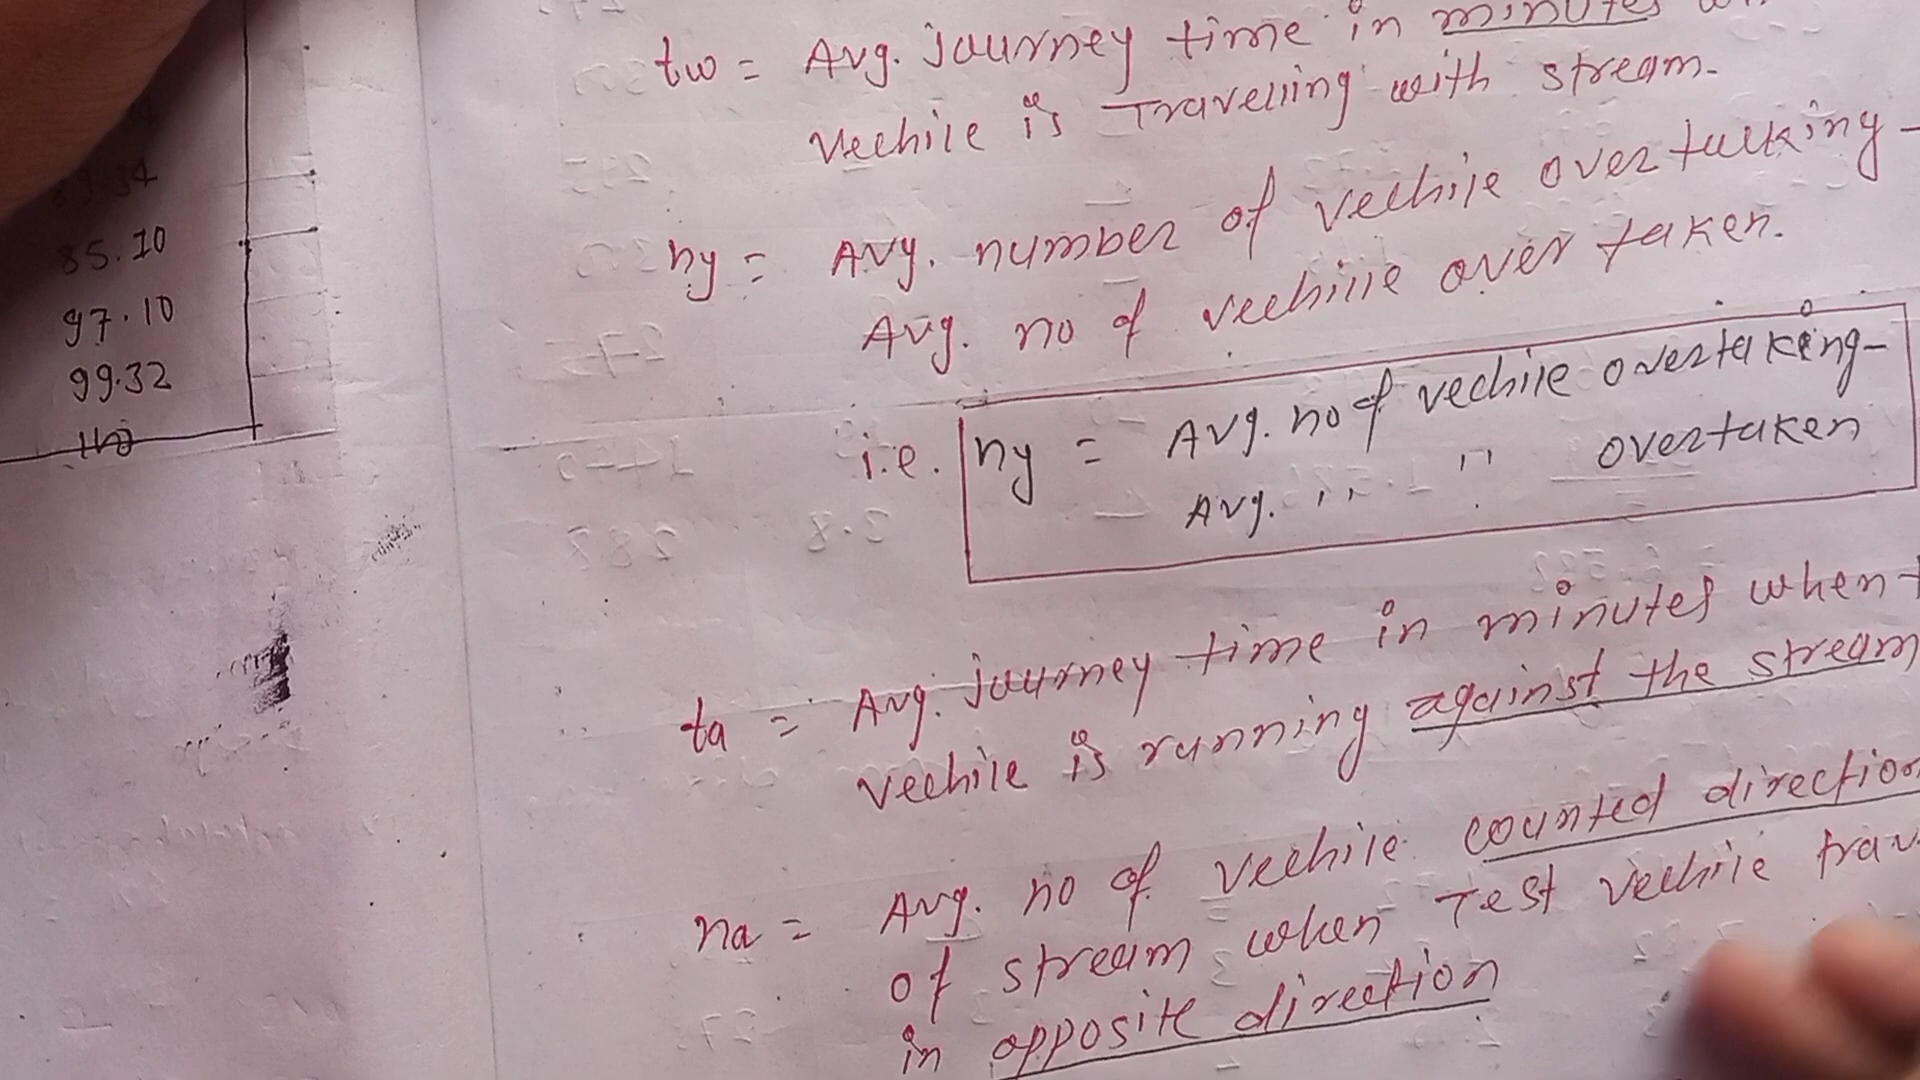 tw = Avg. journey time in minutes
Vechile is Travelling with stream.
ny = Avg. number of vechile overtaking -
Avg. no of vechile over taken.
i.e. ny = Avg. no of vechile overtaking-
Avg. " " overtaken
ta = Avg. journey time in minutes when
vechile is running against the stream
na = Avg. no of vechile counted direction
of stream when Test vechile trav
in opposite direction
85.10
97.10
99.32